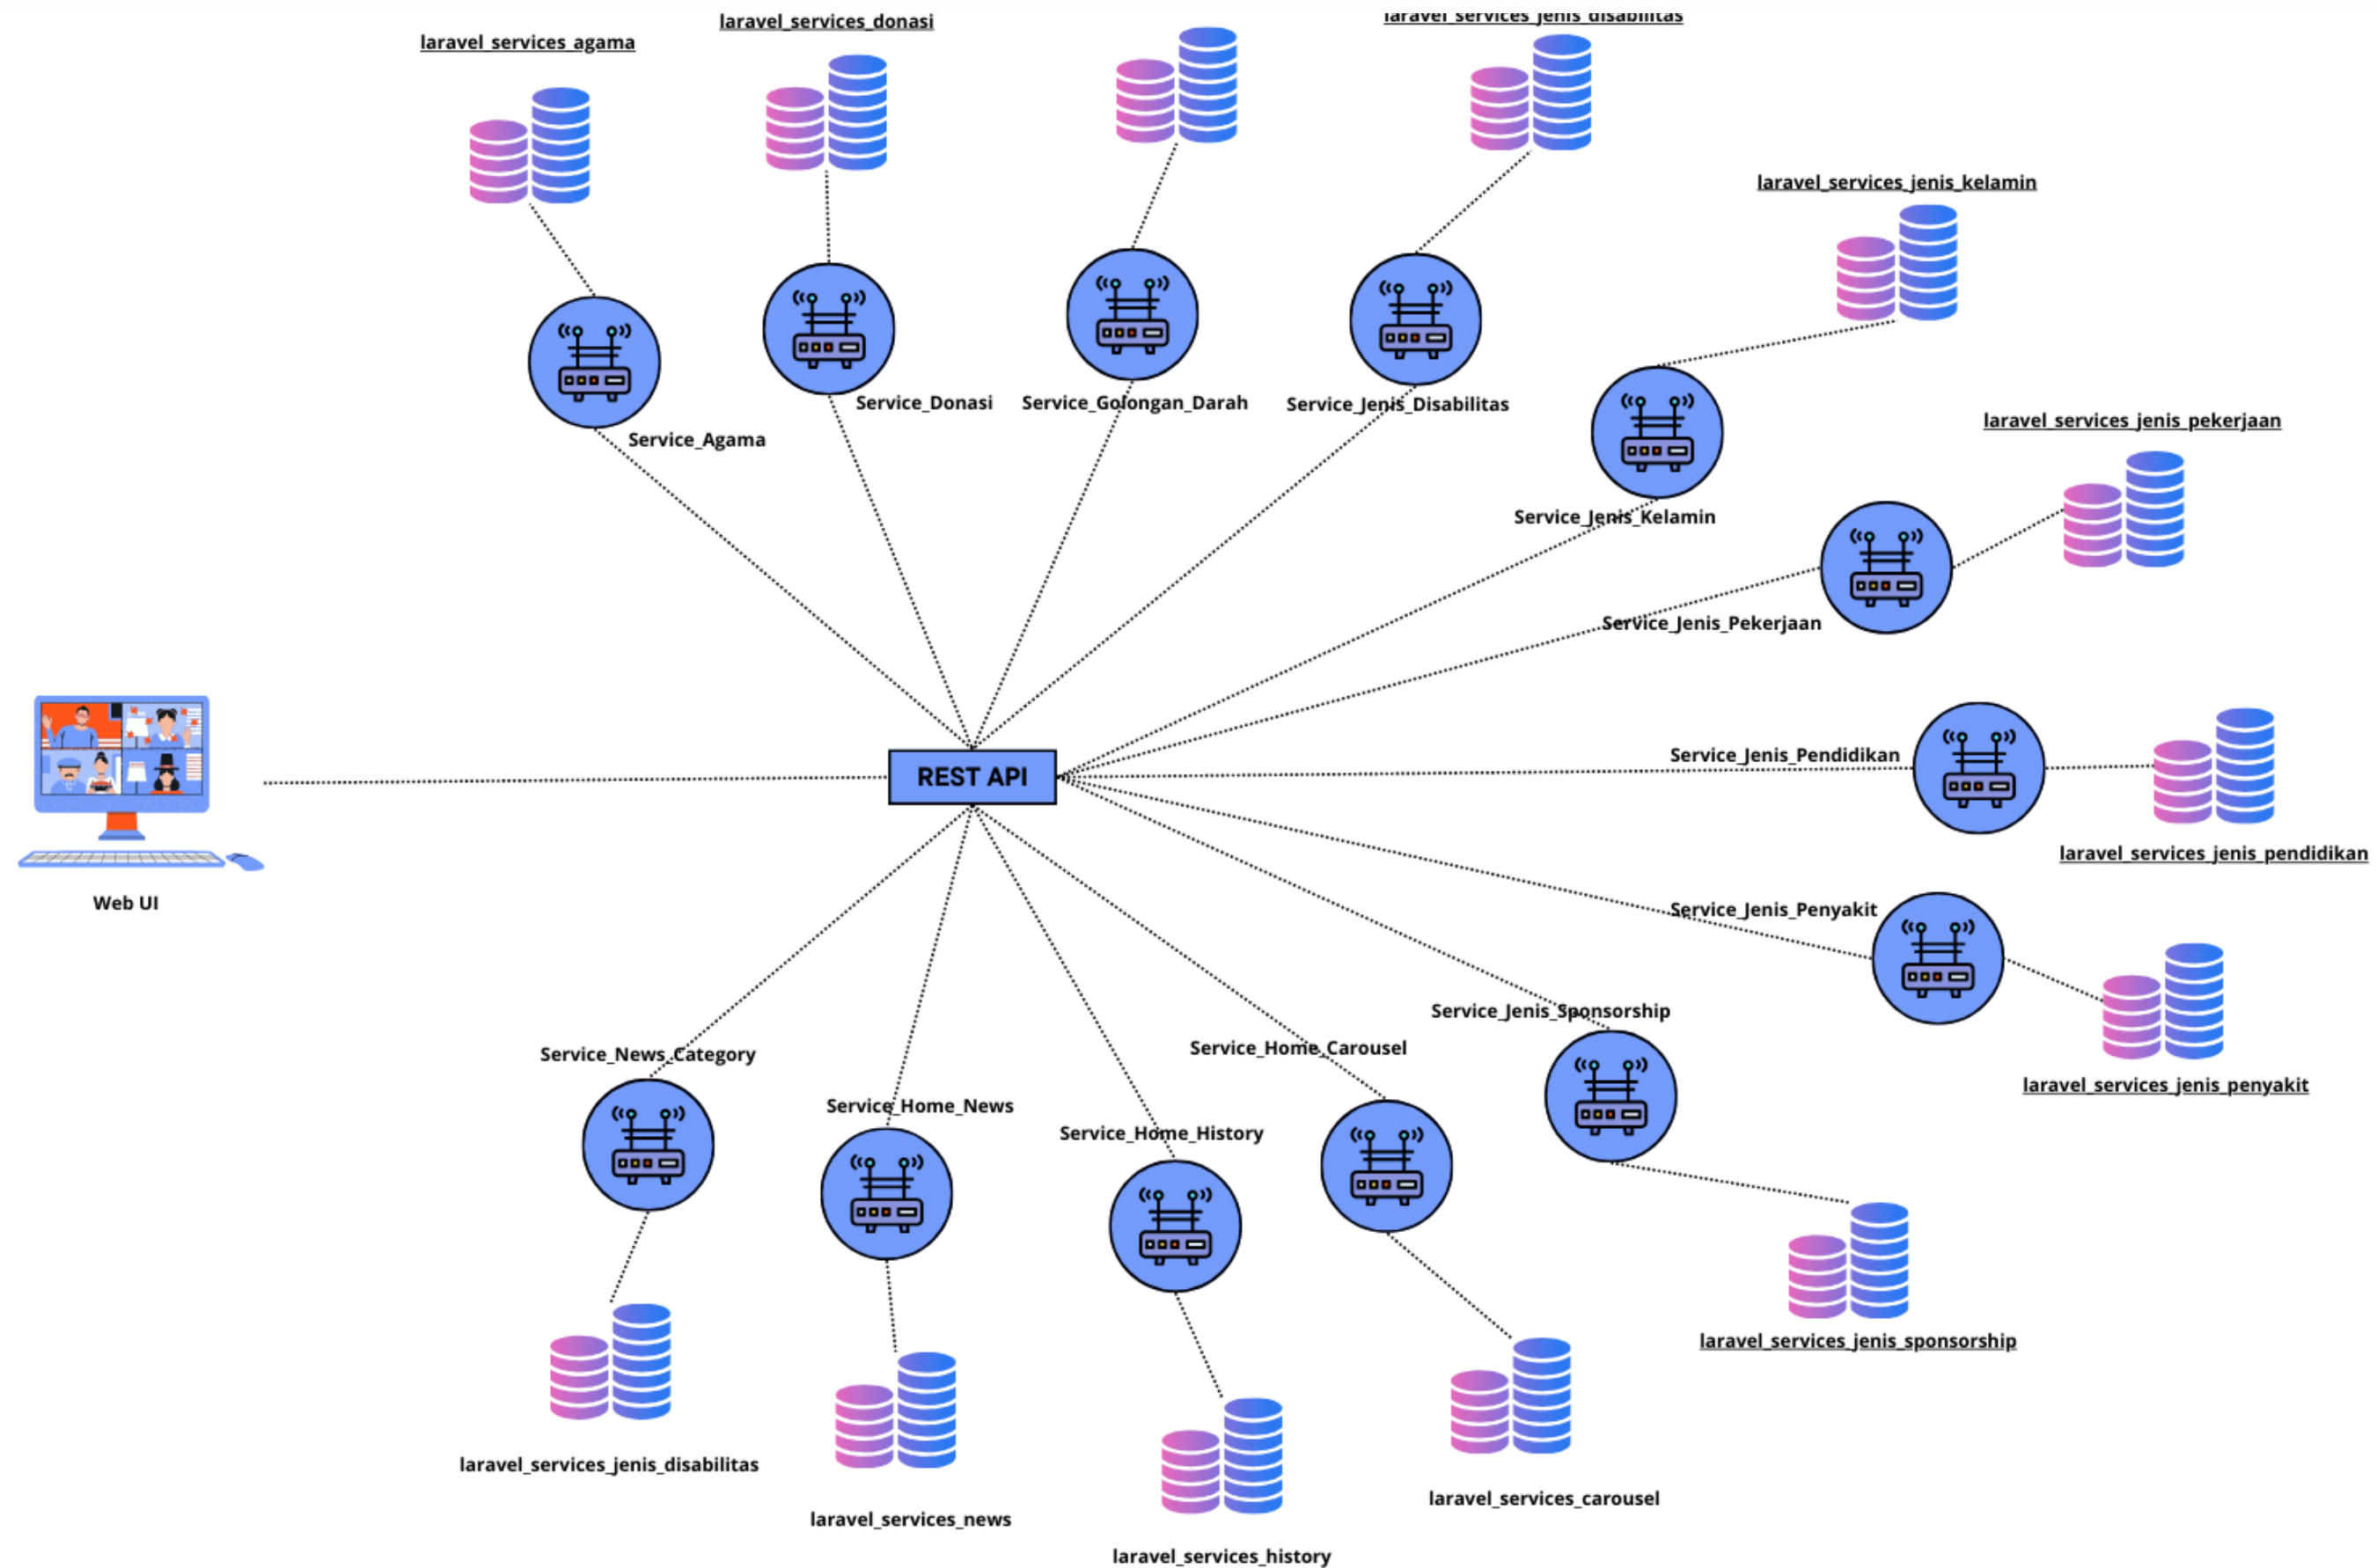 laravel_services_donasi
laravel_services_jenis_disabilitas
laravel_services_agama
laravel_services_jenis_kelamin
Service_Donasi
Service_Golongan_Darah
Service_Jenis_Disabilitas
laravel_services_jenis_pekerjaan
Service_Agama
Service_Jenis_Kelamin
Service_Jenis_Pekerjaan
Service_Jenis_Pendidikan
REST API
laravel_services_jenis_pendidikan
Web UI
Service_Jenis_Penyakit
Service_Jenis_Sponsorship
Service_Home_Carousel
Service_News_Category
laravel_services_jenis_penyakit
Service_Home_News
Service_Home_History
laravel_services_jenis_sponsorship
laravel_services_jenis_disabilitas
laravel_services_carousel
laravel_services_news
laravel_services_history